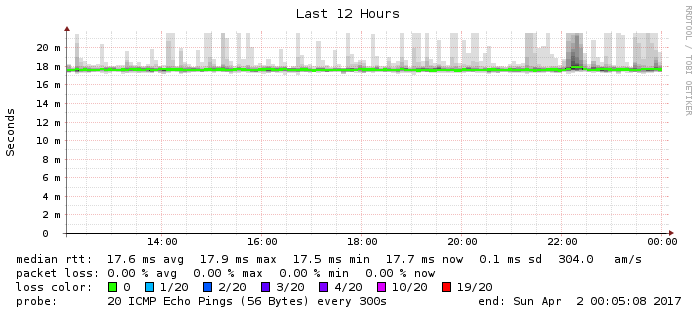 Last 12 Hours
RRDTOOL / TOBI OETIKER
Seconds
20 m
18 m
16 m
14 m
12 m
10 m
8 m
6 m
4 m
2 m
0
14:00 16:00 18:00 20:00 22:00 00:00
median rtt: 17.6 ms avg 17.9 ms max 17.5 ms min 17.7 ms now 0.1 ms sd 304.0 am/s
packet loss: 0.00 % avg 0.00 % max 0.00 % min 0.00 % now
loss color: 0 1/20 2/20 3/20 4/20 10/20 19/20
probe: 20 ICMP Echo Pings (56 Bytes) every 300s end: Sun Apr 2 00:05:08 2017